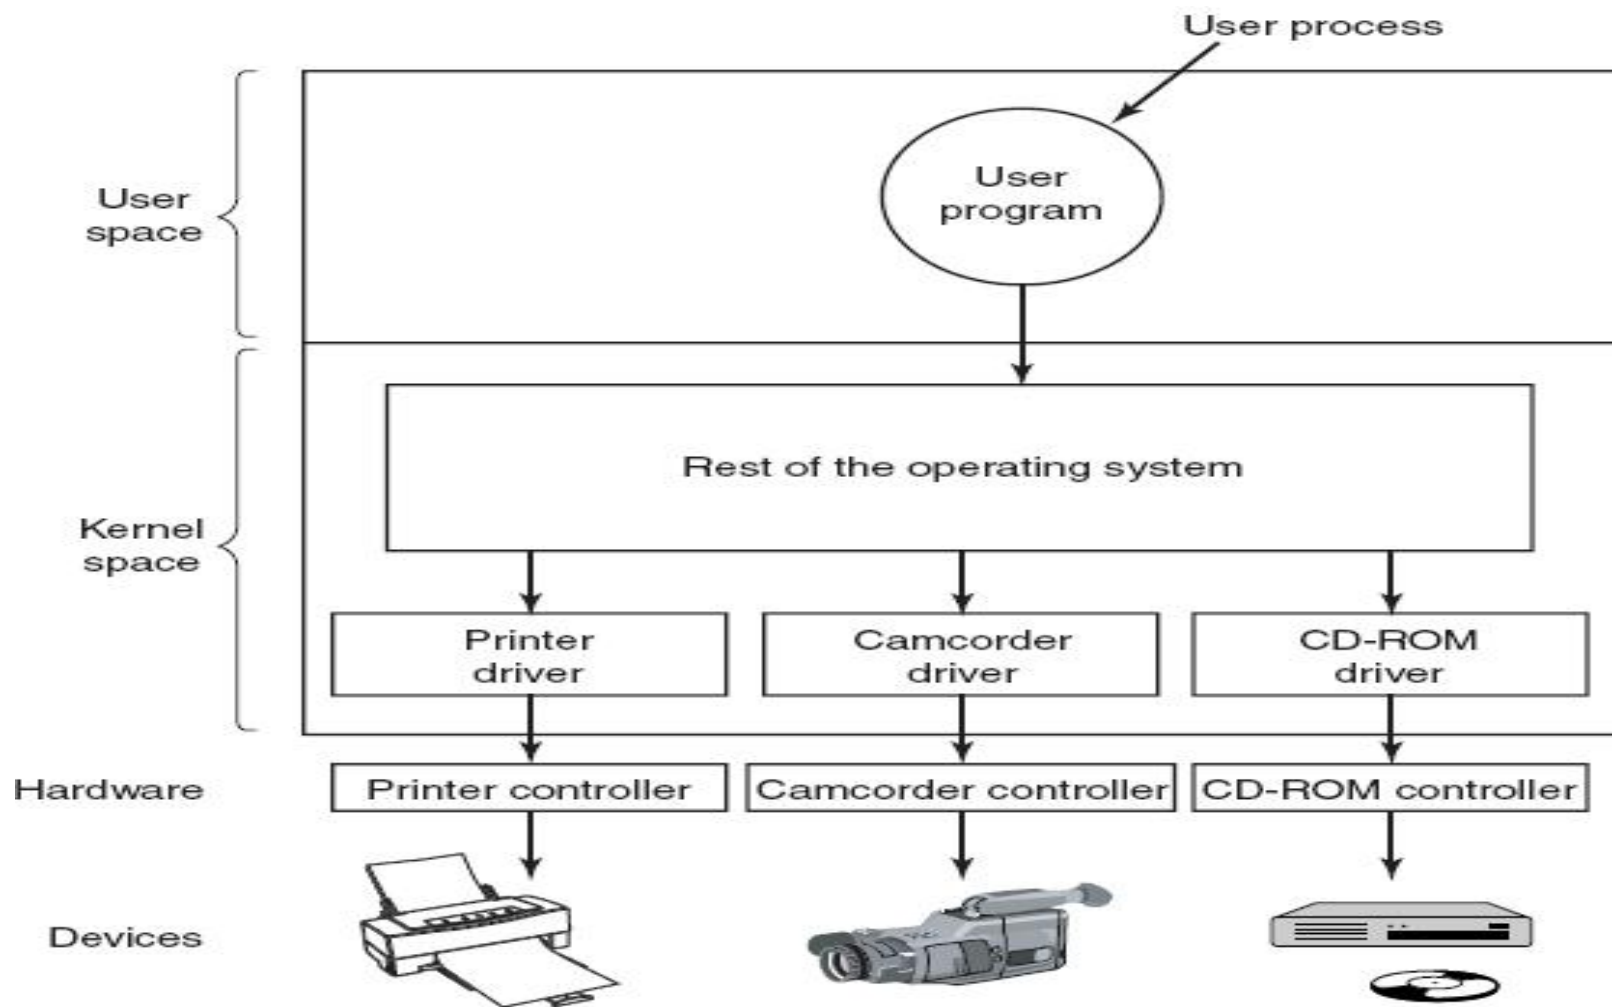 User process
User
program
User
space
Rest of the operating system
Kernel
space
Printer
driver
Camcorder
driver
CD-ROM
driver
Hardware
Printer controller
Camcorder controller
CD-ROM controller
Devices